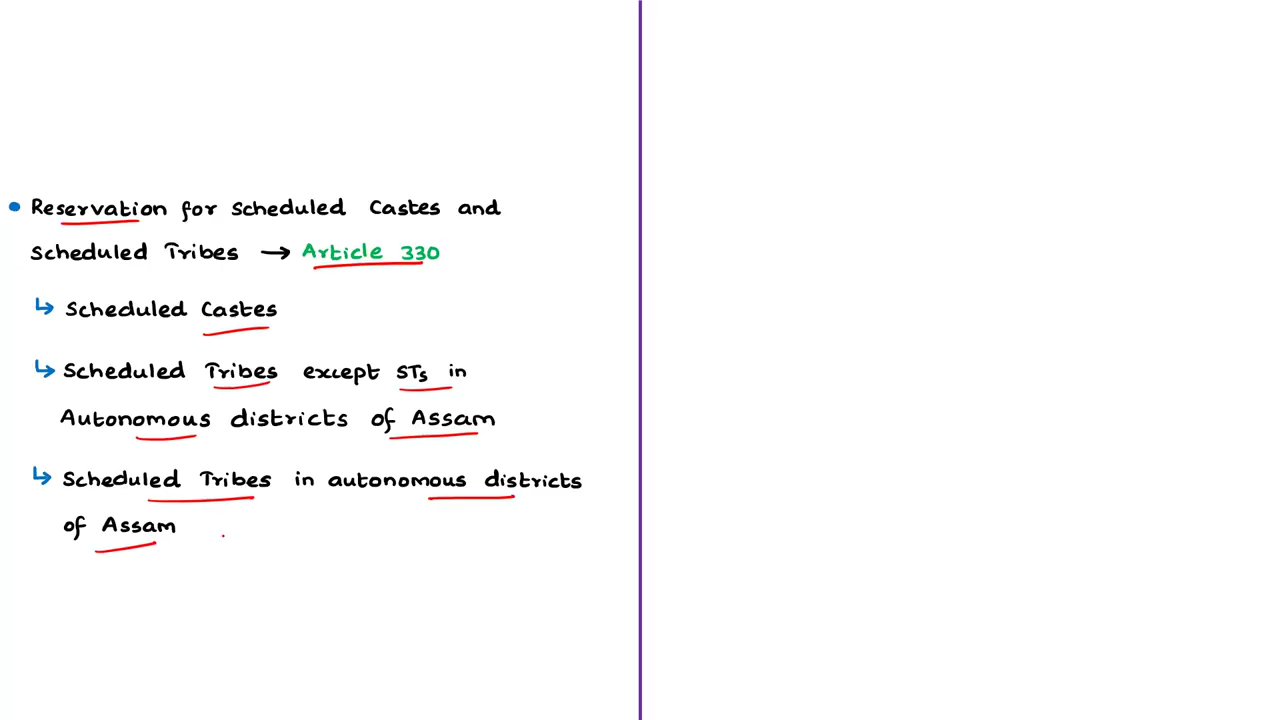 • Reservation for Scheduled Castes and
Scheduled Tribes → Article 330
↳ Scheduled Castes
↳ Scheduled Tribes except STs in
Autonomous districts of Assam
↳ Scheduled Tribes in autonomous districts
of Assam